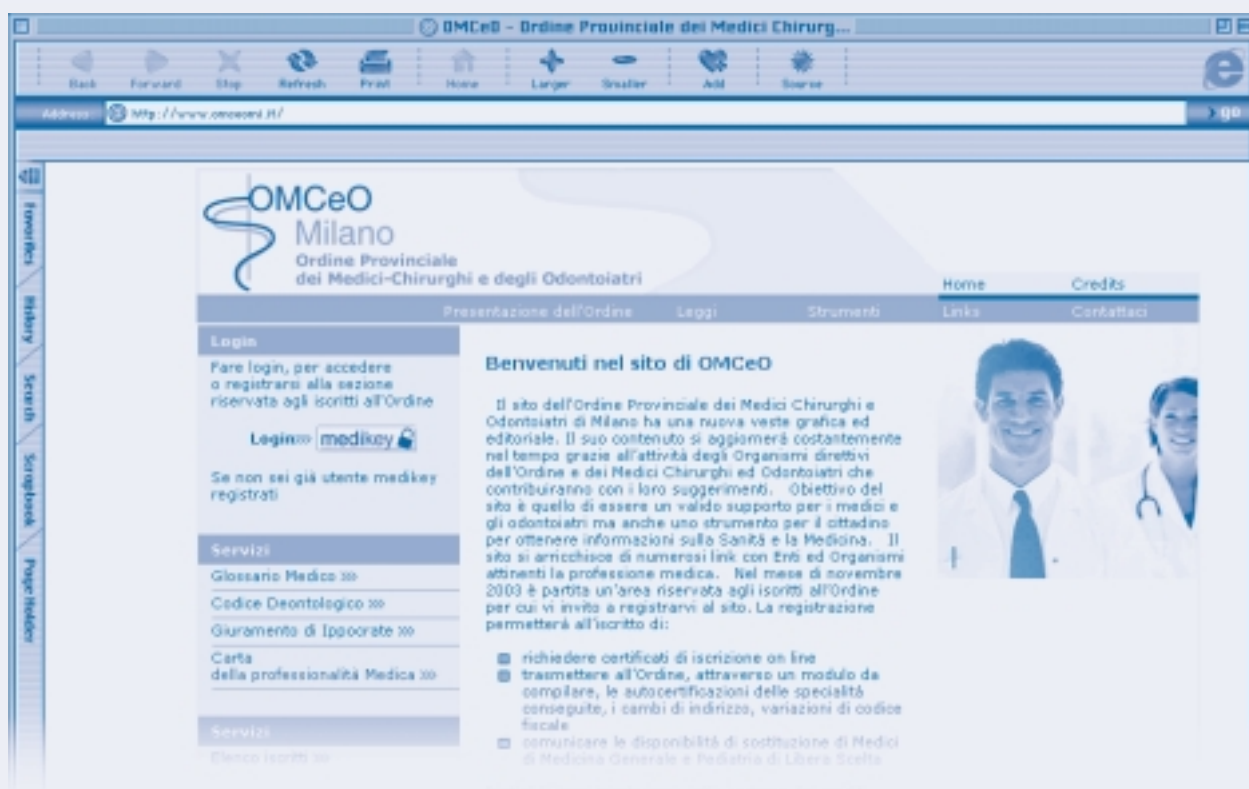 OMCeO - Ordine Provinciale dei Medici Chirurg...
Back Forward Stop Refresh Print Home Larger Smaller Add Source
Address http://www.omceomi.it/ go
Favorites
History
Search
Scrapbook
Page Holder
OMCeO
Milano
Ordine Provinciale
dei Medici-Chirurghi e degli Odontoiatri
Home Credits
Presentazione dell'Ordine Leggi Strumenti Links Contattaci
Login
Fare login, per accedere
o registrarsi alla sezione
riservata agli iscritti all'Ordine
Login»» medikey
Se non sei già utente medikey
registrati
Servizi
Glossario Medico »»
Codice Deontologico »»
Giuramento di Ippocrate »»
Carta
della professionalità Medica »»
Servizi
Elenco iscritti »»
Benvenuti nel sito di OMCeO
Il sito dell'Ordine Provinciale dei Medici Chirurghi e
Odontoiatri di Milano ha una nuova veste grafica ed
editoriale. Il suo contenuto si aggiornerà costantemente
nel tempo grazie all'attività degli Organismi direttivi
dell'Ordine e dei Medici Chirurghi ed Odontoiatri che
contribuiranno con i loro suggerimenti. Obiettivo del
sito è quello di essere un valido supporto per i medici e
gli odontoiatri ma anche uno strumento per il cittadino
per ottenere informazioni sulla Sanità e la Medicina. Il
sito si arricchisce di numerosi link con Enti ed Organismi
attinenti la professione medica. Nel mese di novembre
2003 è partita un'area riservata agli iscritti all'Ordine
per cui vi invito a registrarvi al sito. La registrazione
permetterà all'iscritto di:
richiedere certificati di iscrizione on line
trasmettere all'Ordine, attraverso un modulo da
compilare, le autocertificazioni delle specialità
conseguite, i cambi di indirizzo, variazioni di codice
fiscale
comunicare le disponibilità di sostituzione di Medici
di Medicina Generale e Pediatria di Libera Scelta